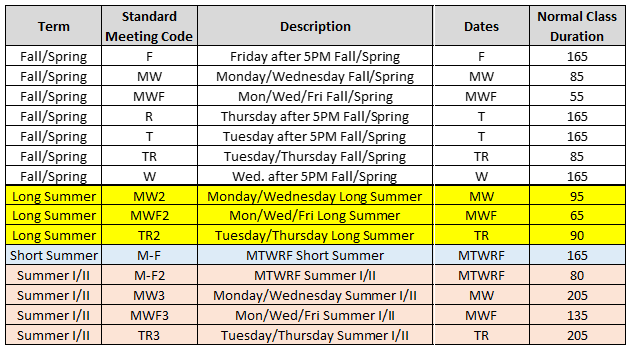 Term Standard Meeting Code Description Dates Normal Class Duration
Fall/Spring F Friday after 5PM Fall/Spring F 165
Fall/Spring MW Monday/Wednesday Fall/Spring MW 85
Fall/Spring MWF Mon/Wed/Fri Fall/Spring MWF 55
Fall/Spring R Thursday after 5PM Fall/Spring T 165
Fall/Spring T Tuesday after 5PM Fall/Spring T 165
Fall/Spring TR Tuesday/Thursday Fall/Spring TR 85
Fall/Spring W Wed. after 5PM Fall/Spring W 165
Long Summer MW2 Monday/Wednesday Long Summer MW 95
Long Summer MWF2 Mon/Wed/Fri Long Summer MWF 65
Long Summer TR2 Tuesday/Thursday Long Summer TR 90
Short Summer M-F MTWRF Short Summer MTWRF 165
Summer I/II M-F2 MTWRF Summer I/II MTWRF 80
Summer I/II MW3 Monday/Wednesday Summer I/II MW 205
Summer I/II MWF3 Mon/Wed/Fri Summer I/II MWF 135
Summer I/II TR3 Tuesday/Thursday Summer I/II TR 205